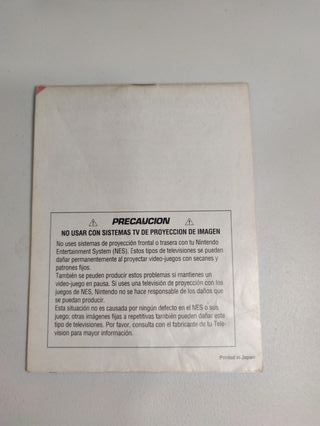 PRECAUCION
NO USAR CON SISTEMAS TV DE PROYECCION DE IMAGEN
No uses sistemas de proyección frontal o trasera con tu Nintendo
Entertainment System (NES). Estos tipos de televisiones se pueden
dañar permanentemente al proyectar video-juegos con secanes y
patrones fijos.
También se peuden producir estos problemas si mantienes un
video-juego en pausa. Si uses una televisión de proyección con los
juegos de NES, Nintendo no se hace responsable de los daños que
se puedan producir.
Esta situación no es causada por ningún defecto en el NES o sus
juego; otras imágenes fijas a repetitivas también pueden dañar este
tipo de televisiones. Por favor, consulta con el fabricante de tu Tele-
visión para mayor información.
Printed in Japan